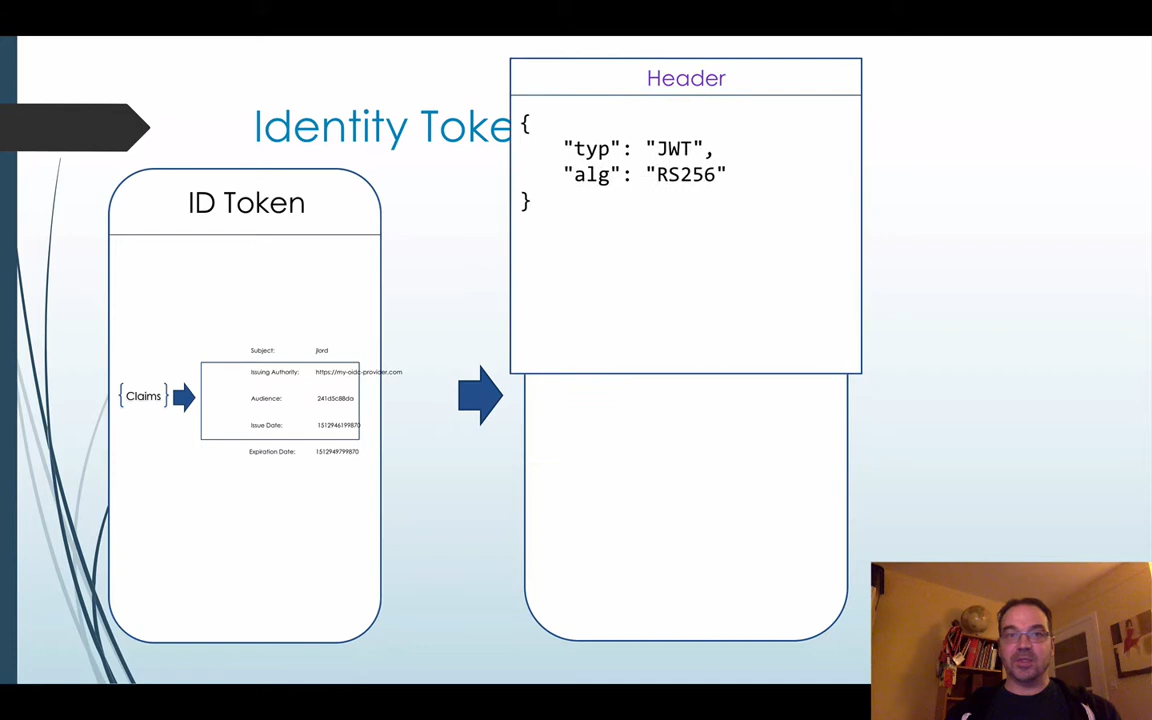 Identity Toke
ID Token
{Claims}
Subject: jlord
Issuing Authority: https://my-oidc-provider.com
Audience: 241d5c88da
Issue Date: 1512946199870
Expiration Date: 1512949799870
Header
{
"typ": "JWT",
"alg": "RS256"
}